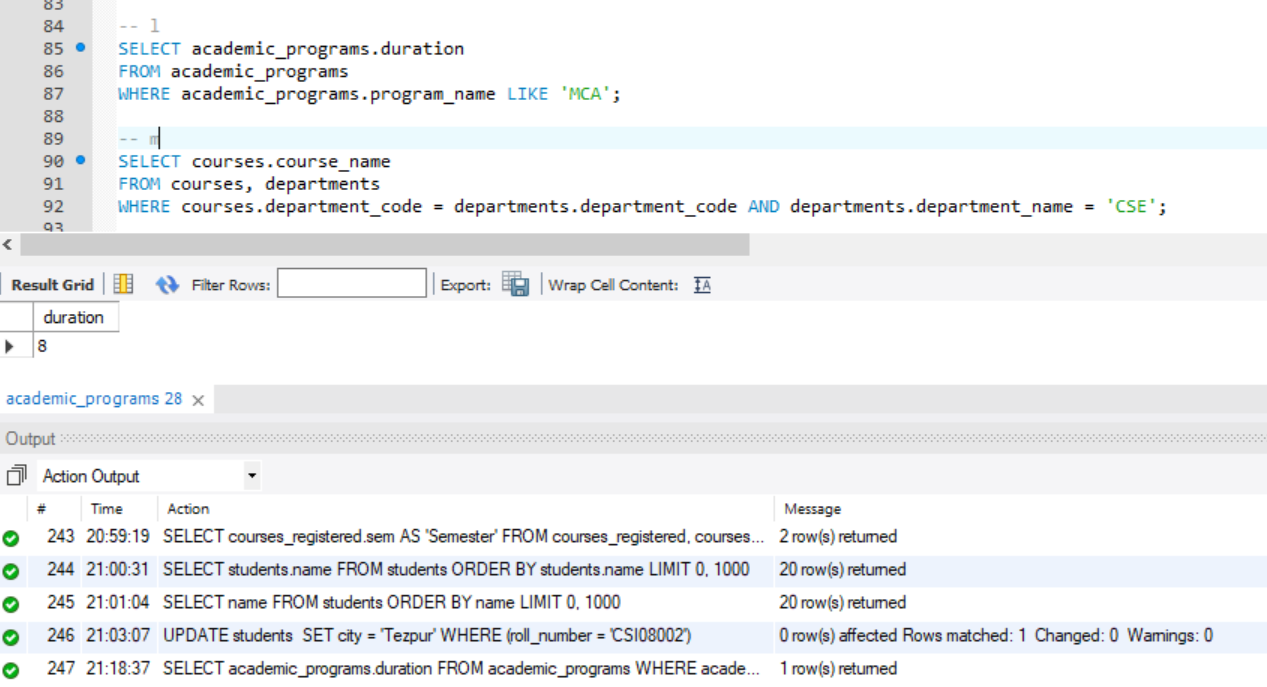 83
84 -- l
85 SELECT academic_programs.duration
86 FROM academic_programs
87 WHERE academic_programs.program_name LIKE 'MCA';
88
89 -- m
90 SELECT courses.course_name
91 FROM courses, departments
92 WHERE courses.department_code = departments.department_code AND departments.department_name = 'CSE';
93
Result Grid Filter Rows: Export: Wrap Cell Content: IA
duration
8
academic_programs 28
Output
Action Output
# Time Action Message
243 20:59:19 SELECT courses_registered.sem AS 'Semester' FROM courses_registered, courses... 2 row(s) returned
244 21:00:31 SELECT students.name FROM students ORDER BY students.name LIMIT 0, 1000 20 row(s) returned
245 21:01:04 SELECT name FROM students ORDER BY name LIMIT 0, 1000 20 row(s) returned
246 21:03:07 UPDATE students SET city = 'Tezpur' WHERE (roll_number = 'CSI08002') 0 row(s) affected Rows matched: 1 Changed: 0 Warnings: 0
247 21:18:37 SELECT academic_programs.duration FROM academic_programs WHERE acade... 1 row(s) returned